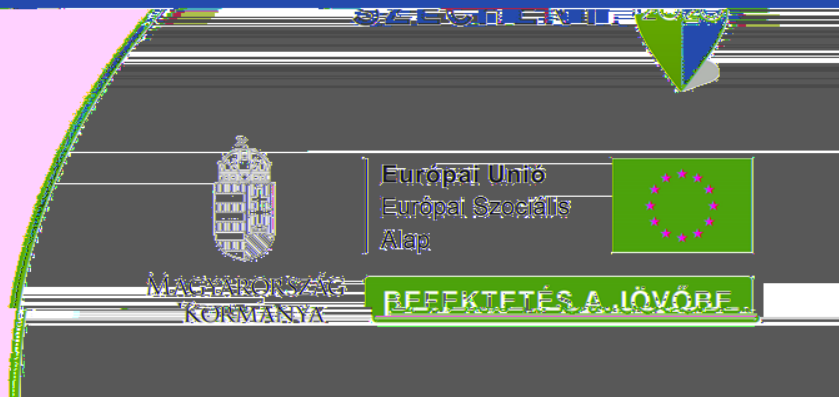 Európai Unió
Európai Szociális
Alap
MAGYARORSZÁG
KORMÁNYA
BEFEKTETÉS A JÖVŐBE